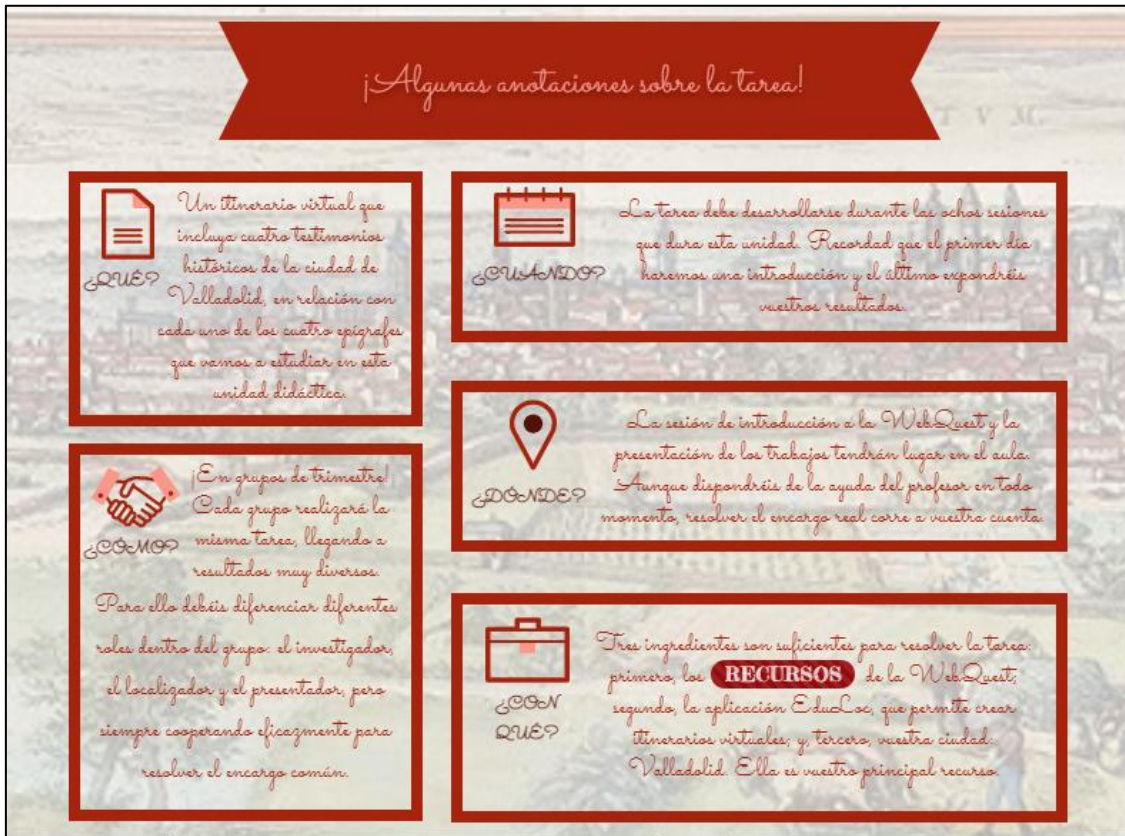 ¡Algunas anotaciones sobre la tarea!
T V M.
¿QUÉ?
Un itinerario virtual que
incluya cuatro testimonios
históricos de la ciudad de
Valladolid, en relación con
cada uno de los cuatro epígrafes
que vamos a estudiar en esta
unidad didáctica.
¿CUÁNDO?
La tarea debe desarrollarse durante las ochos sesiones
que dura esta unidad. Recordad que el primer día
haremos una introducción y el último expondréis
vuestros resultados.
¿DÓNDE?
La sesión de introducción a la WebQuest y la
presentación de los trabajos tendrán lugar en el aula.
Aunque dispondréis de la ayuda del profesor en todo
momento, resolver el encargo real corre a vuestra cuenta.
¿CÓMO?
¡En grupos de trimestre!
Cada grupo realizará la
misma tarea, llegando a
resultados muy diversos.
Para ello debéis diferenciar diferentes
roles dentro del grupo: el investigador,
el localizador y el presentador, pero
siempre cooperando eficazmente para
resolver el encargo común.
¿CON
QUÉ?
Tres ingredientes son suficientes para resolver la tarea:
primero, los RECURSOS de la WebQuest;
segundo, la aplicación EduLoc, que permite crear
itinerarios virtuales; y, tercero, vuestra ciudad:
Valladolid. Ella es vuestro principal recurso.